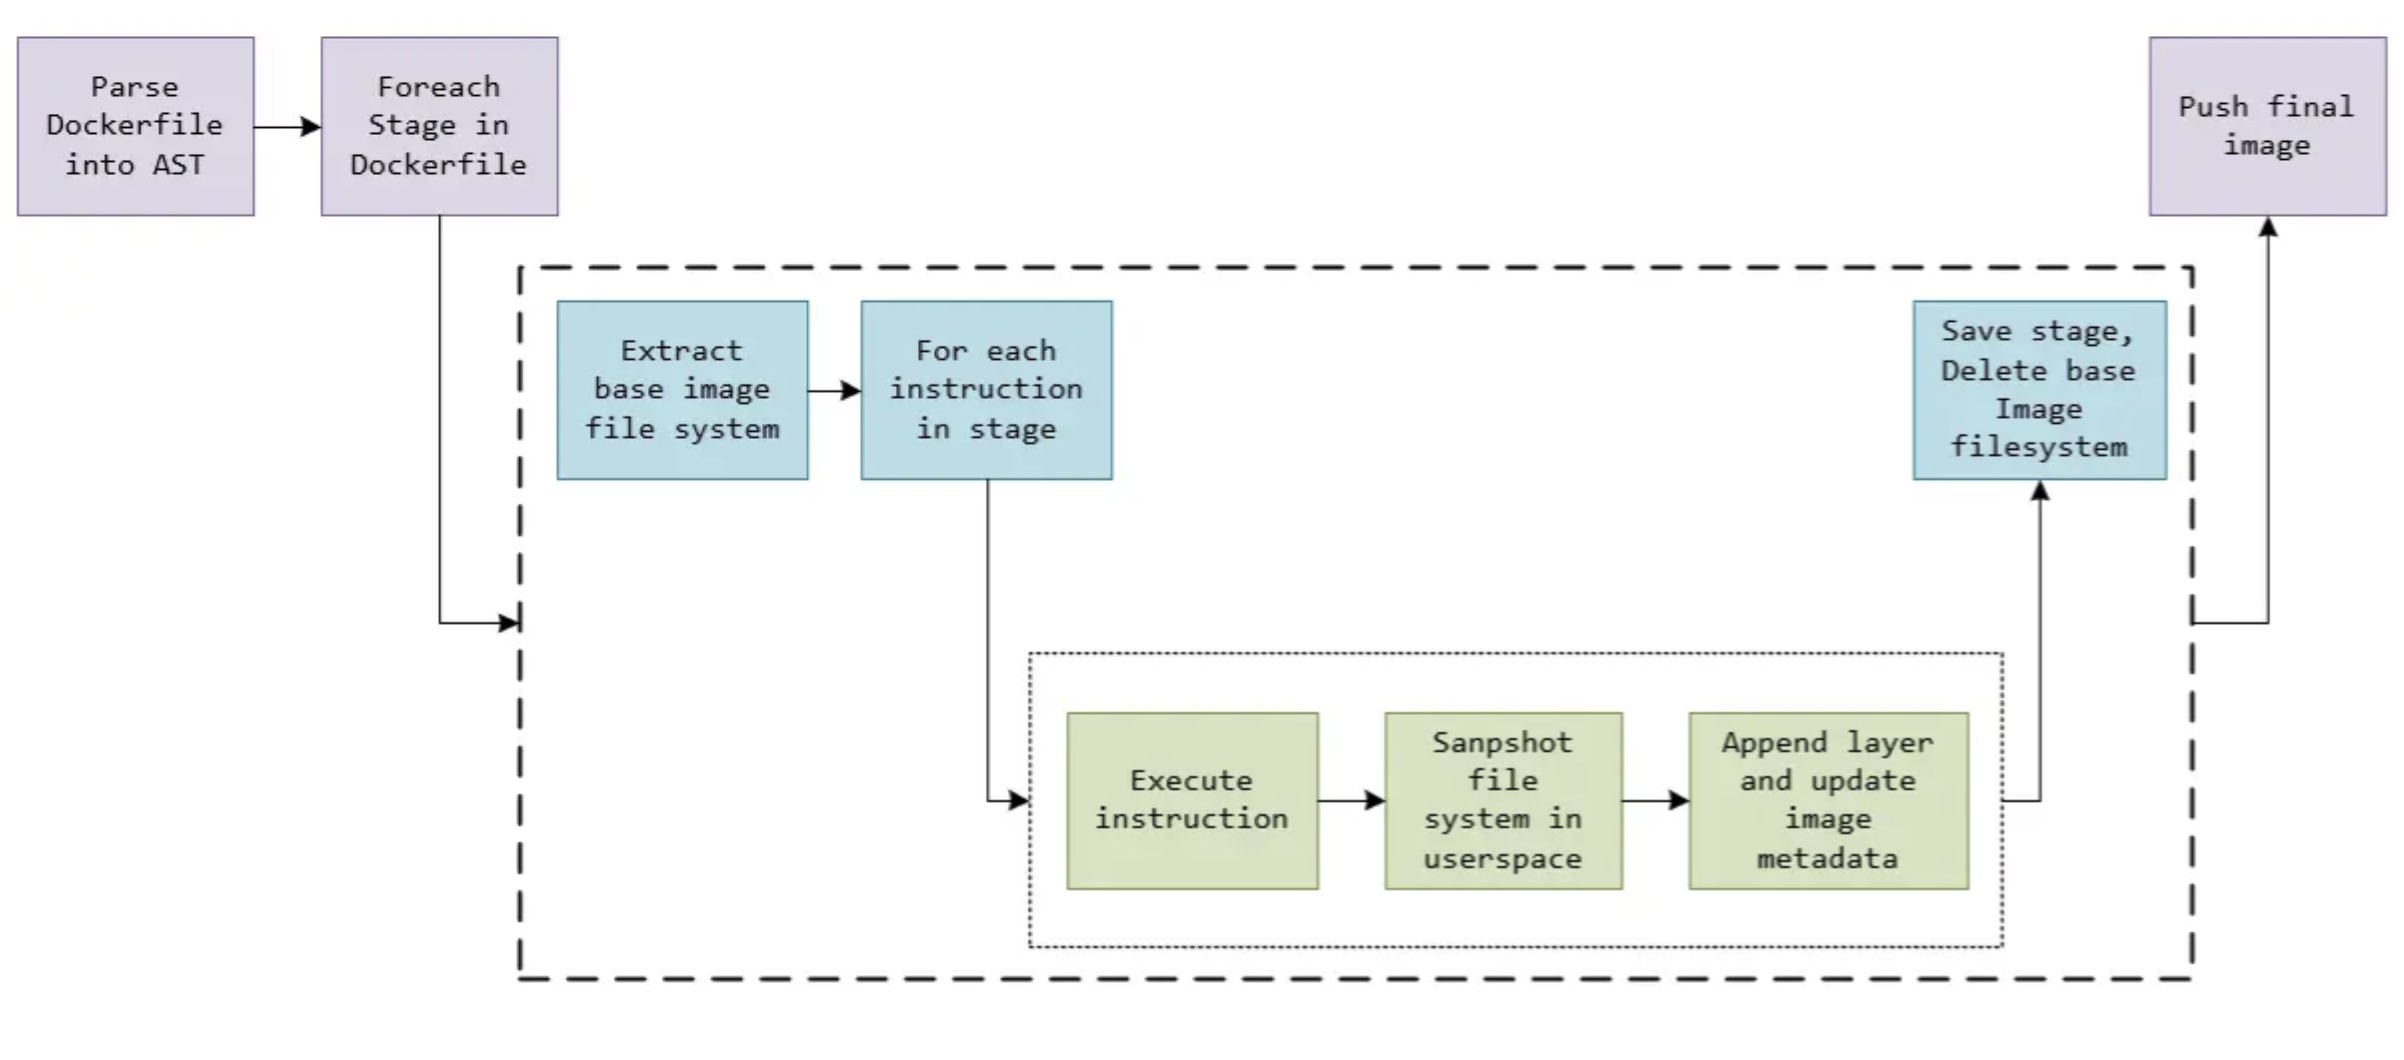 Parse
Dockerfile
into AST
Foreach
Stage in
Dockerfile
Push final
image
Extract
base image
file system
For each
instruction
in stage
Save stage,
Delete base
Image
filesystem
Execute
instruction
Sanpshot
file
system in
userspace
Append layer
and update
image
metadata